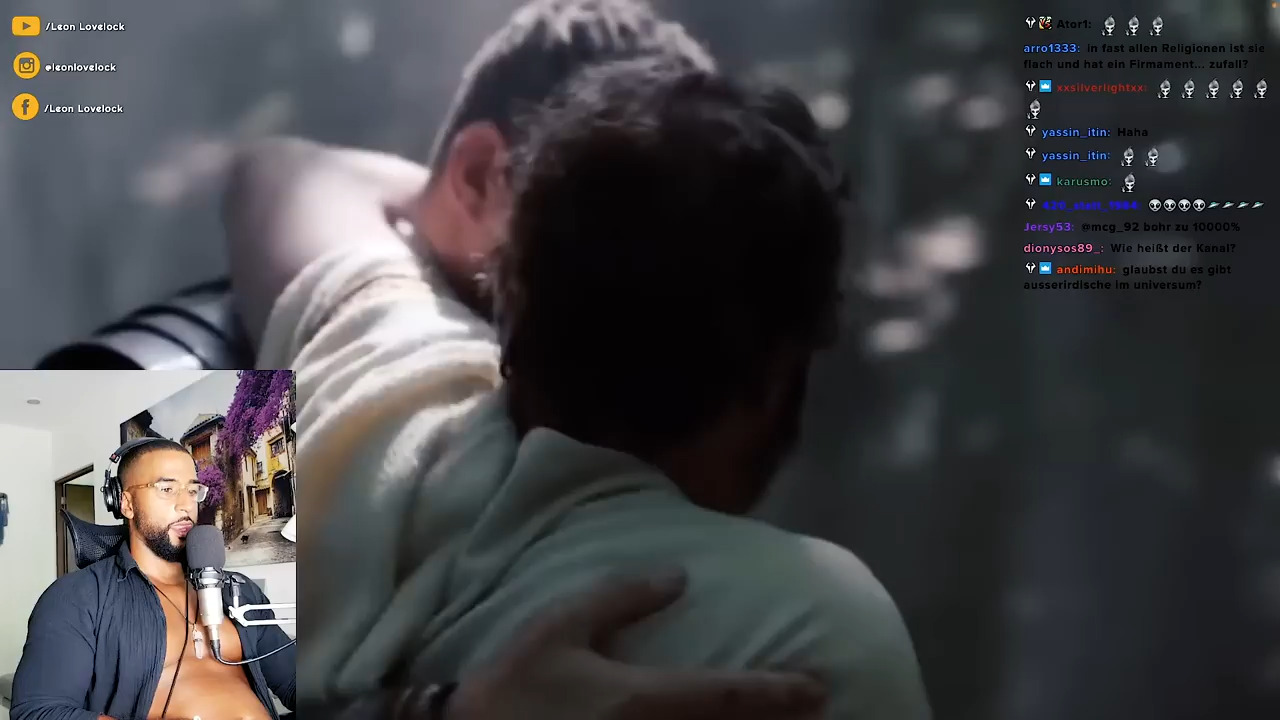 /Leon Lovelock
@leonlovelock
/Leon Lovelock
Ator1:
arro1333: in fast allen Religionen ist sie
flach und hat ein Firmament... zufall?
xxsilverlightxx:
yassin_itin: Haha
yassin_itin:
karusmo:
Jersy53: @mcg_92 bohr zu 10000%
dionysos89_: Wie heißt der Kanal?
andimihu: glaubst du es gibt
ausserirdische im universum?